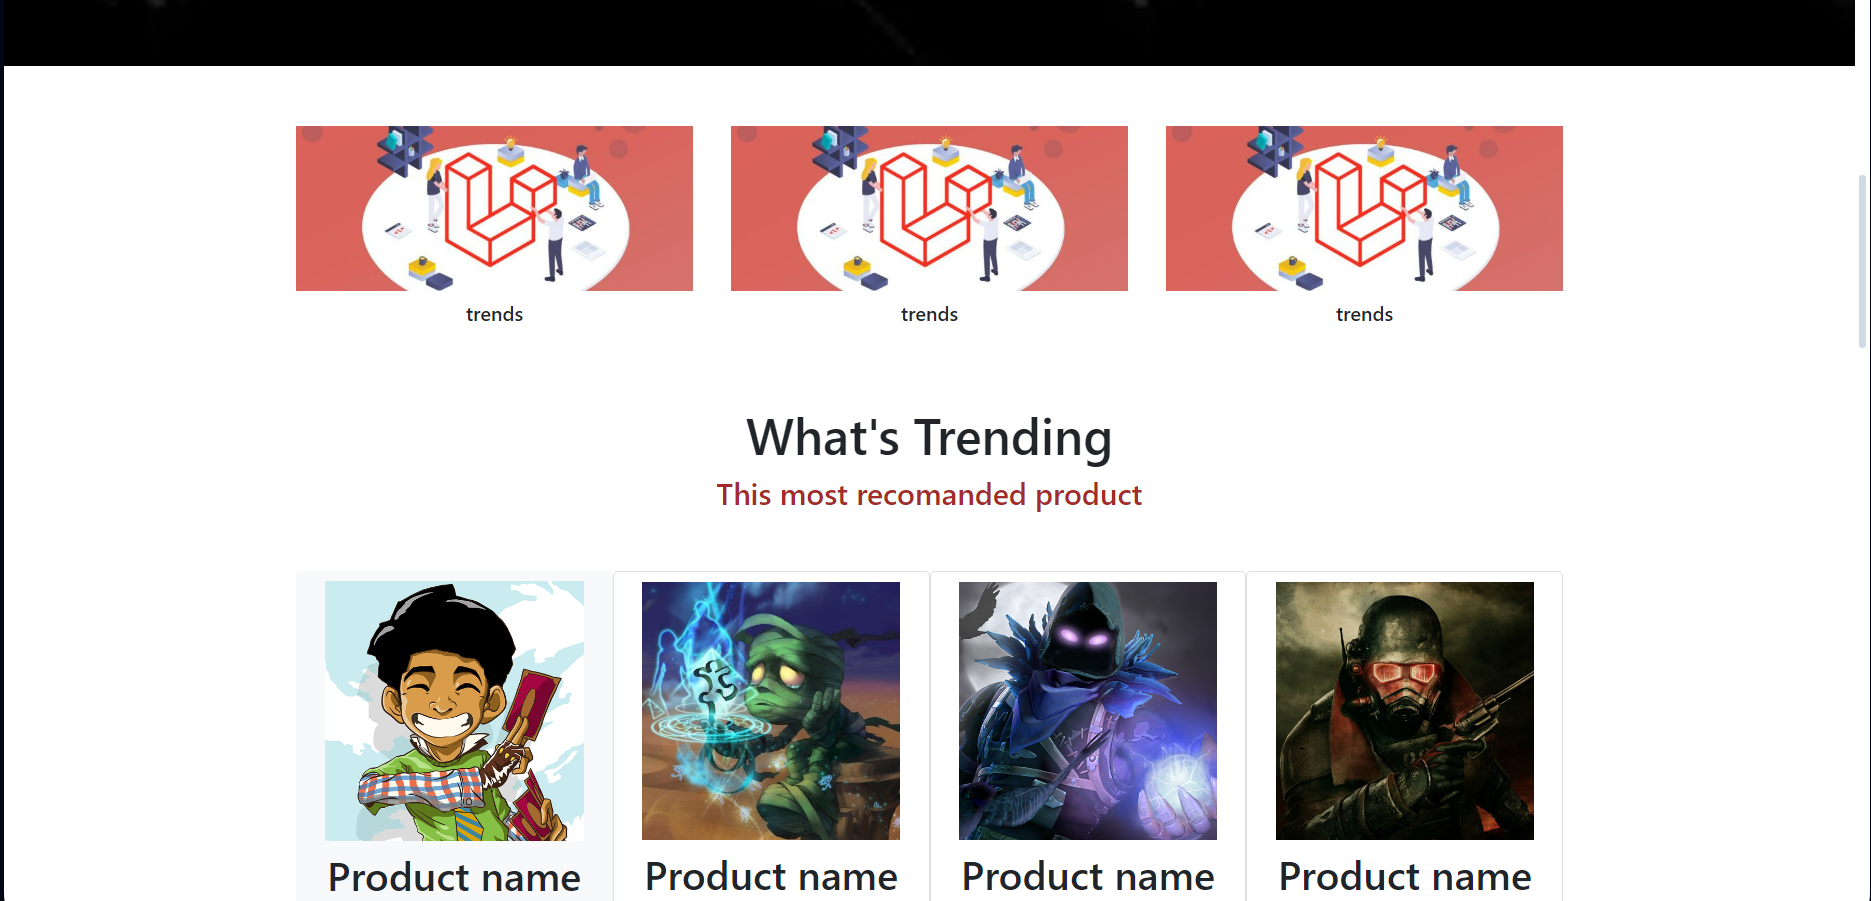 trends trends trends
What's Trending
This most recomanded product
Product name Product name Product name Product name